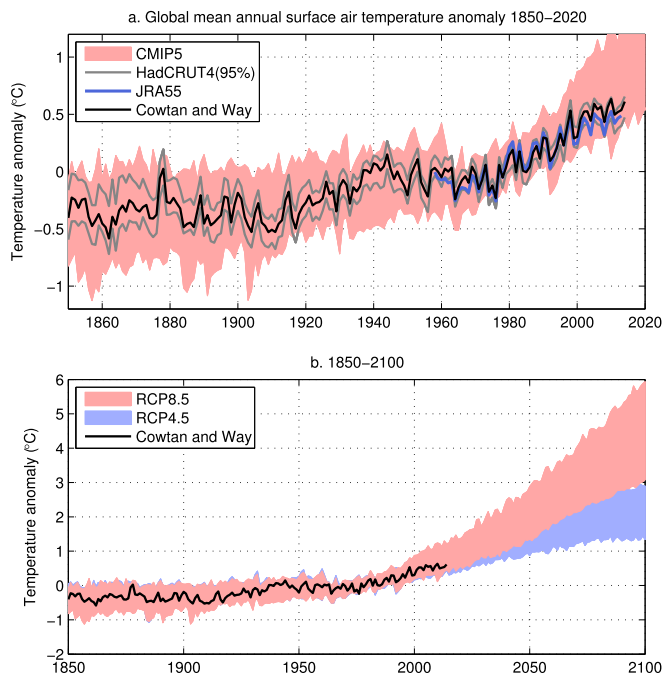 a. Global mean annual surface air temperature anomaly 1850−2020
CMIP5
HadCRUT4(95%)
JRA55
Cowtan and Way
Temperature anomaly (°C)
1
0.5
0
−0.5
−1
1860 1880 1900 1920 1940 1960 1980 2000 2020
b. 1850−2100
RCP8.5
RCP4.5
Cowtan and Way
Temperature anomaly (°C)
6
5
4
3
2
1
0
−1
−2
1850 1900 1950 2000 2050 2100